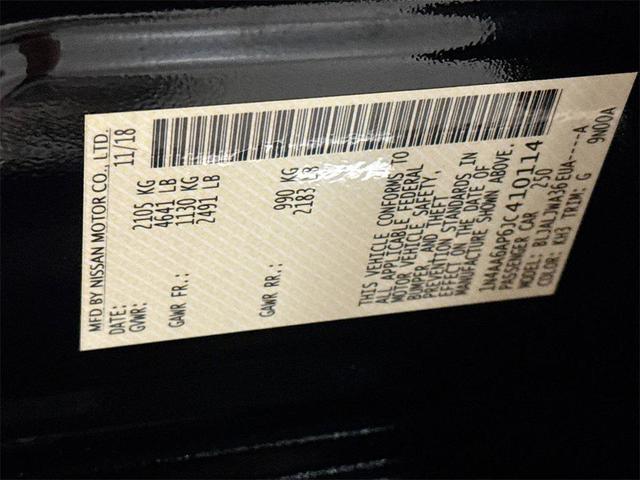 MFD BY NISSAN MOTOR CO., LTD.
DATE: 11/18
GVWR: 2105 KG
4641 LB
GAWR FR.: 1130 KG
2491 LB
GAWR RR.: 990 KG
2183 LB
THIS VEHICLE CONFORMS TO
ALL APPLICABLE FEDERAL
MOTOR VEHICLE SAFETY,
BUMPER, AND THEFT
PREVENTION STANDARDS IN
EFFECT ON THE DATE OF
MANUFACTURE SHOWN ABOVE.
1N4AA6AP6JC410114
PASSENGER CAR 250
MODEL: BLJALJWA36EUA----A
COLOR: KH3 TRIM: G 9N00A